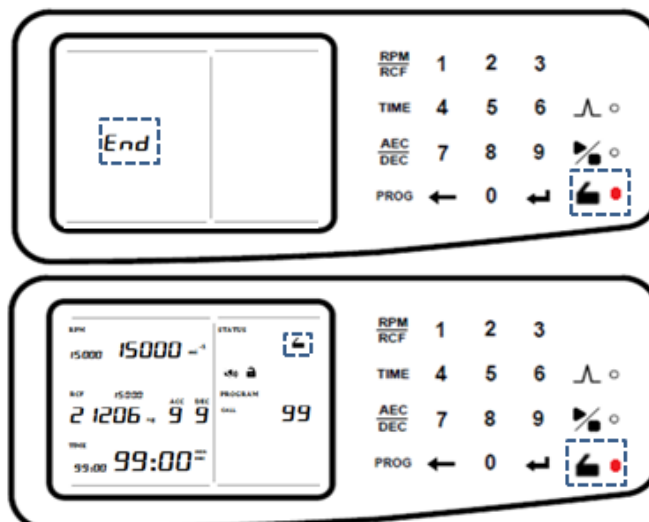 End
RPM
RCF 1 2 3
TIME 4 5 6
AEC
DEC 7 8 9
PROG 0
RPM STATUS
15000 15000
RCF 15000 ACC DEC PROGRAM
21206 9 9 CALL 99
TIME
99:00 99:00
RPM
RCF 1 2 3
TIME 4 5 6
AEC
DEC 7 8 9
PROG 0